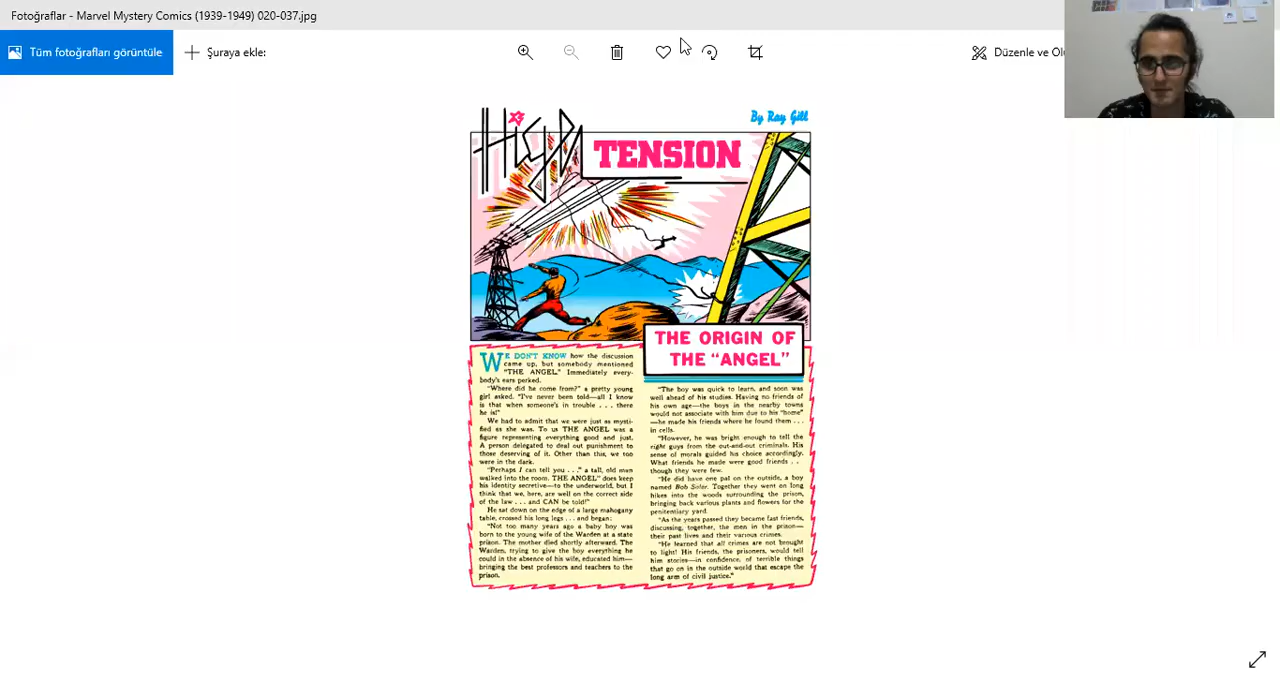 Fotoğraflar - Marvel Mystery Comics (1939-1949) 020-037.jpg
Tüm fotoğrafları görüntüle
Şuraya ekle:
Düzenle ve Ol
High
TENSION
By Ray Gill
THE ORIGIN OF
THE "ANGEL"
WE DON'T KNOW how the discussion
came up, but somebody mentioned
"THE ANGEL." Immediately every-
body's ears perked.
"Where did he come from?" a pretty young
girl asked. "I've never been told—all I know
is that when someone's in trouble . . . there
he is!"
We had to admit that we were just as mysti-
fied as she was. To us THE ANGEL was a
figure representing everything good and just.
A person delegated to deal out punishment to
those deserving of it. Other than this, we too
were in the dark.
"Perhaps I can tell you . . ," a tall, old man
walked into the room. THE ANGEL" does keep
his identity secretive—to the underworld, but I
think that we, here, are well on the correct side
of the law . . . and CAN be told!"
He sat down on the edge of a large mahogany
table, crossed his long legs . . . and began:
"Not too many years ago a baby boy was
born to the young wife of the Warden at a state
prison. The mother died shortly afterward. The
Warden, trying to give the boy everything he
could in the absence of his wife, educated him—
bringing the best professors and teachers to the
prison.
"The boy was quick to learn, and soon was
well ahead of his studies. Having no friends of
his own age—the boys in the nearby towns
would not associate with him due to his "home"
—he made his friends where he found them . . .
in cells.
"However, he was bright enough to tell the
right guys from the out-and-out criminals. His
sense of morals guided his choice accordingly.
What friends he made were good friends . .
though they were few.
"He did have one pal on the outside, a boy
named Bob Soler. Together they went on long
hikes into the woods surrounding the prison,
bringing back various plants and flowers for the
penitentiary yard.
"As the years passed they became fast friends,
discussing, together, the men in the prison—
their past lives and their various crimes.
"He learned that all crimes are not brought
to light! His friends, the prisoners, would tell
him stories—in confidence, of terrible things
that go on in the outside world that escape the
long arm of civil justice."